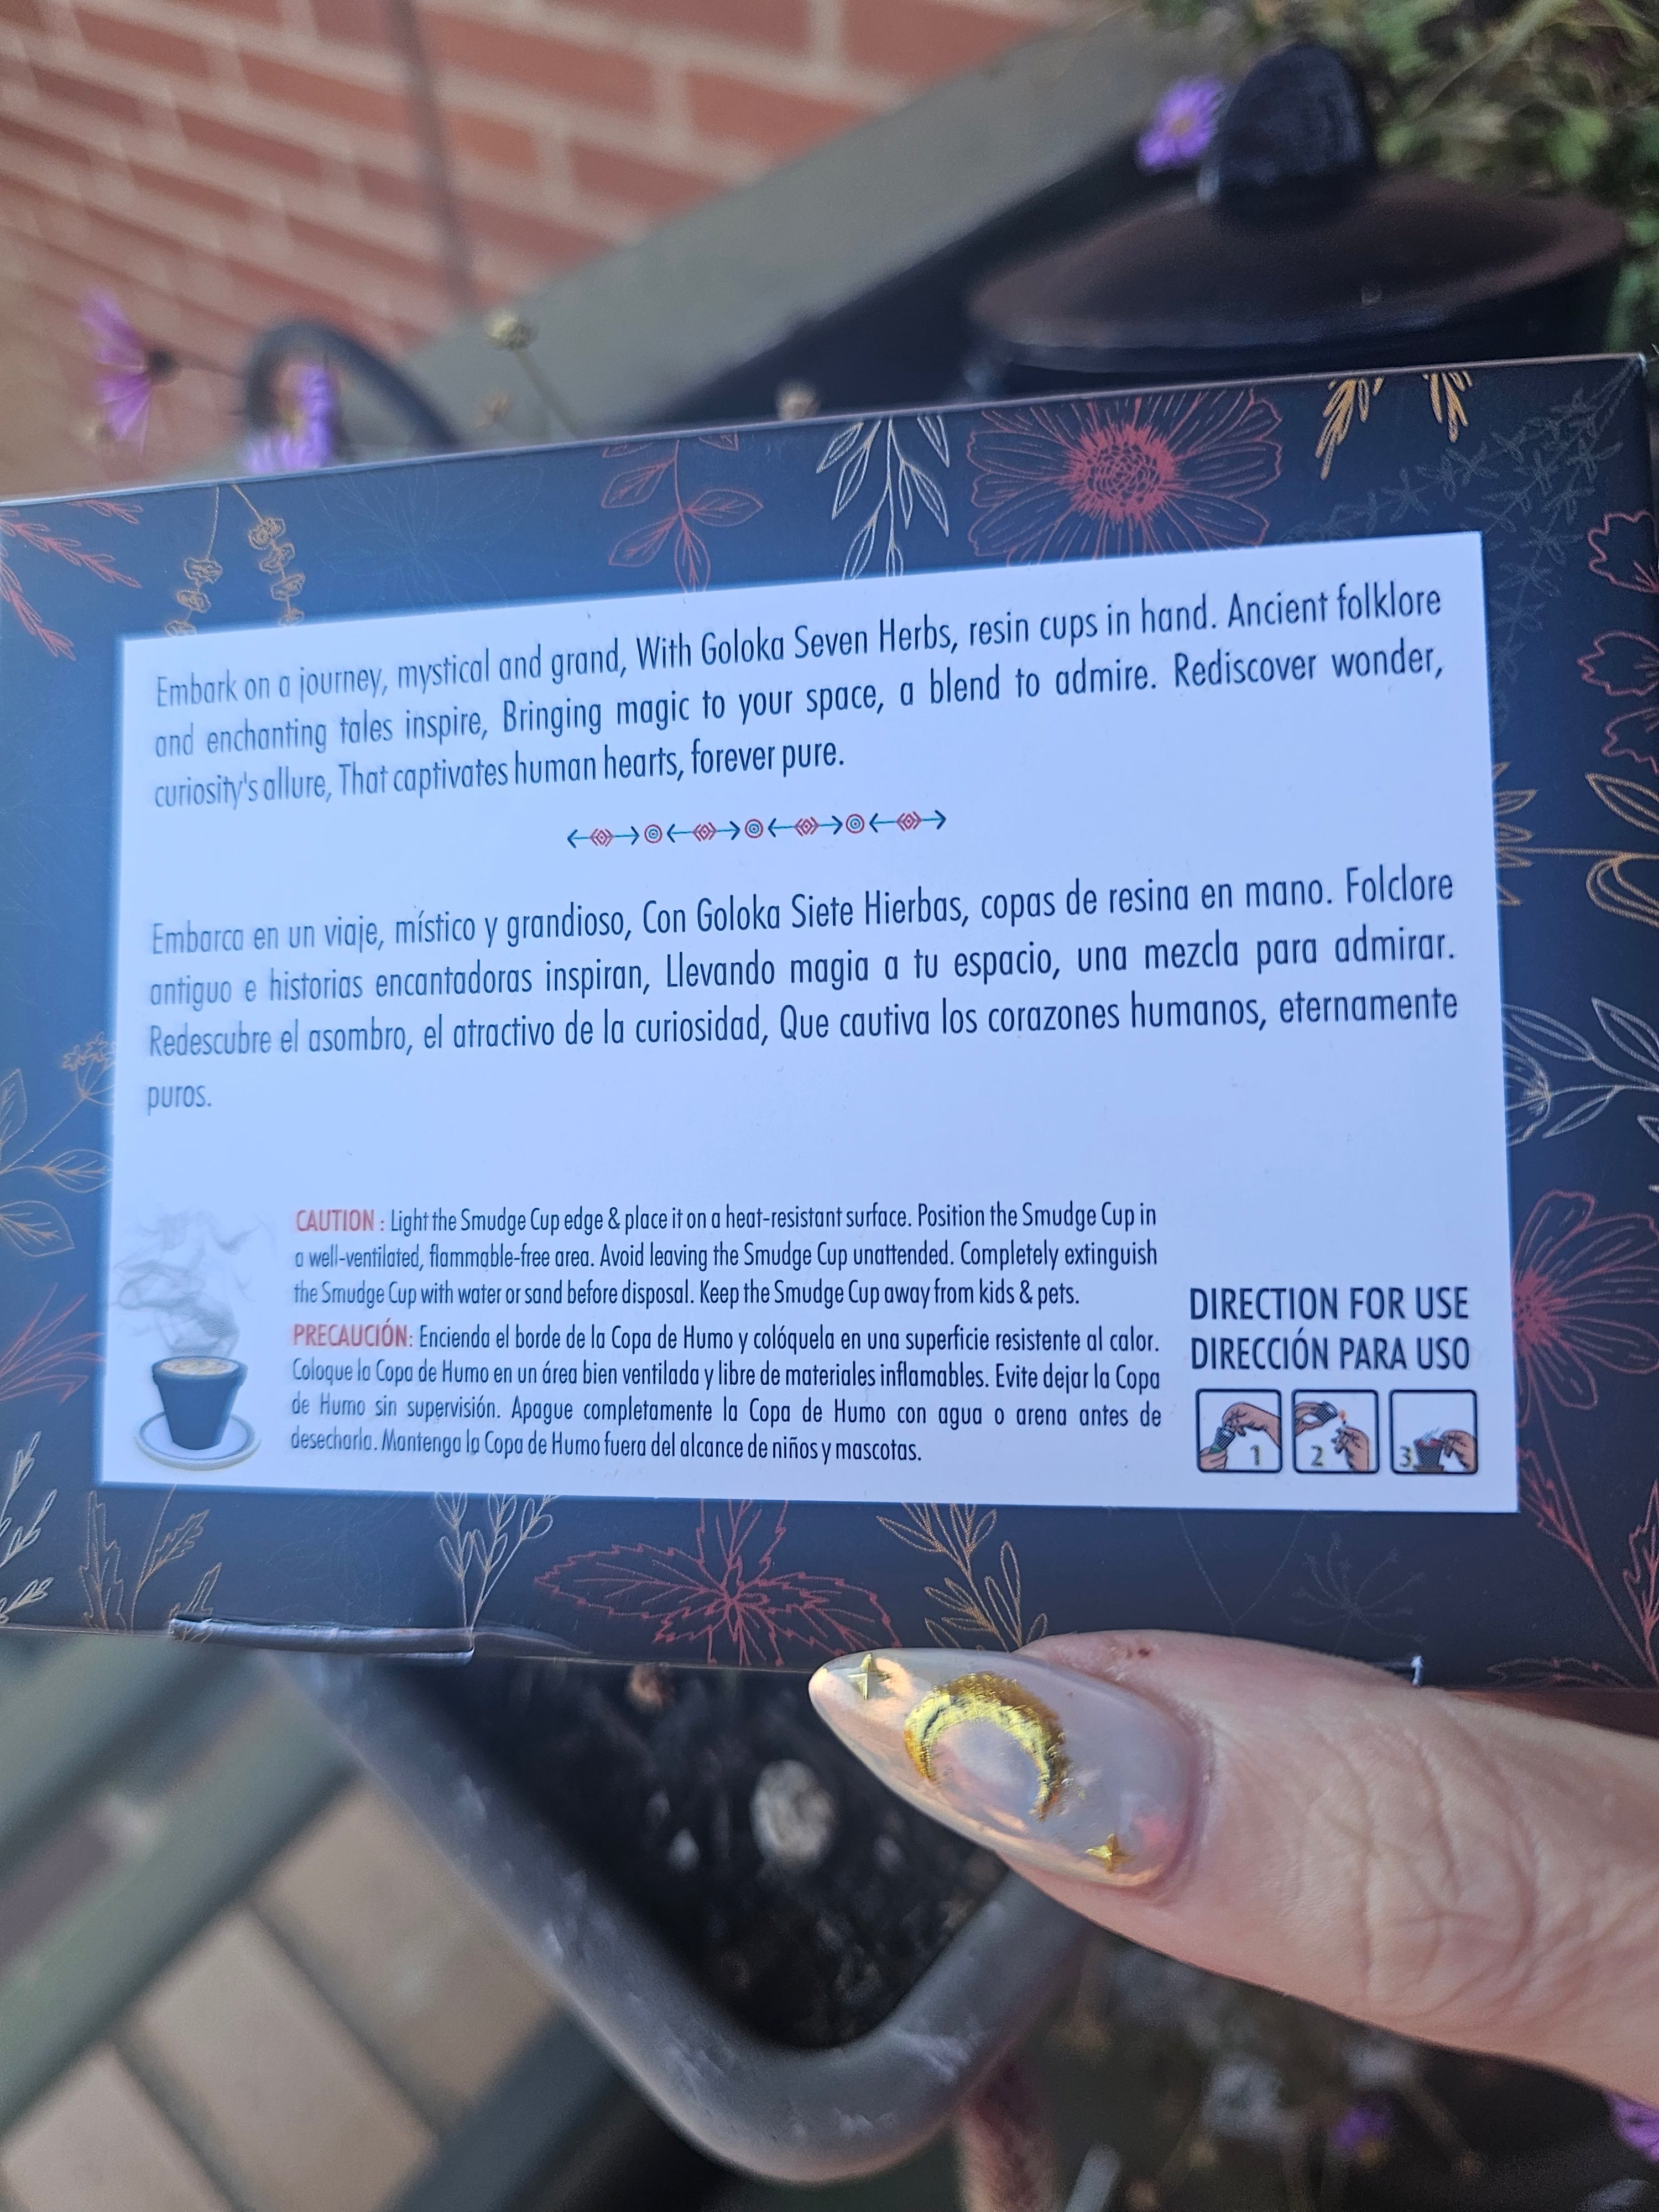 Embark on a journey, mystical and grand, With Goloka Seven Herbs, resin cups in hand. Ancient folklore
and enchanting tales inspire, Bringing magic to your space, a blend to admire. Rediscover wonder,
curiosity's allure, That captivates human hearts, forever pure.
Embarca en un viaje, místico y grandioso, Con Goloka Siete Hierbas, copas de resina en mano. Folclore
antiguo e historias encantadoras inspiran, Llevando magia a tu espacio, una mezcla para admirar.
Redescubre el asombro, el atractivo de la curiosidad, Que cautiva los corazones humanos, eternamente
puros.
CAUTION : Light the Smudge Cup edge & place it on a heat-resistant surface. Position the Smudge Cup in
a well-ventilated, flammable-free area. Avoid leaving the Smudge Cup unattended. Completely extinguish
the Smudge Cup with water or sand before disposal. Keep the Smudge Cup away from kids & pets.
PRECAUCIÓN: Encienda el borde de la Copa de Humo y colóquela en una superficie resistente al calor.
Coloque la Copa de Humo en un área bien ventilada y libre de materiales inflamables. Evite dejar la Copa
de Humo sin supervisión. Apague completamente la Copa de Humo con agua o arena antes de
desecharla. Mantenga la Copa de Humo fuera del alcance de niños y mascotas.
DIRECTION FOR USE
DIRECCIÓN PARA USO
1 2 3